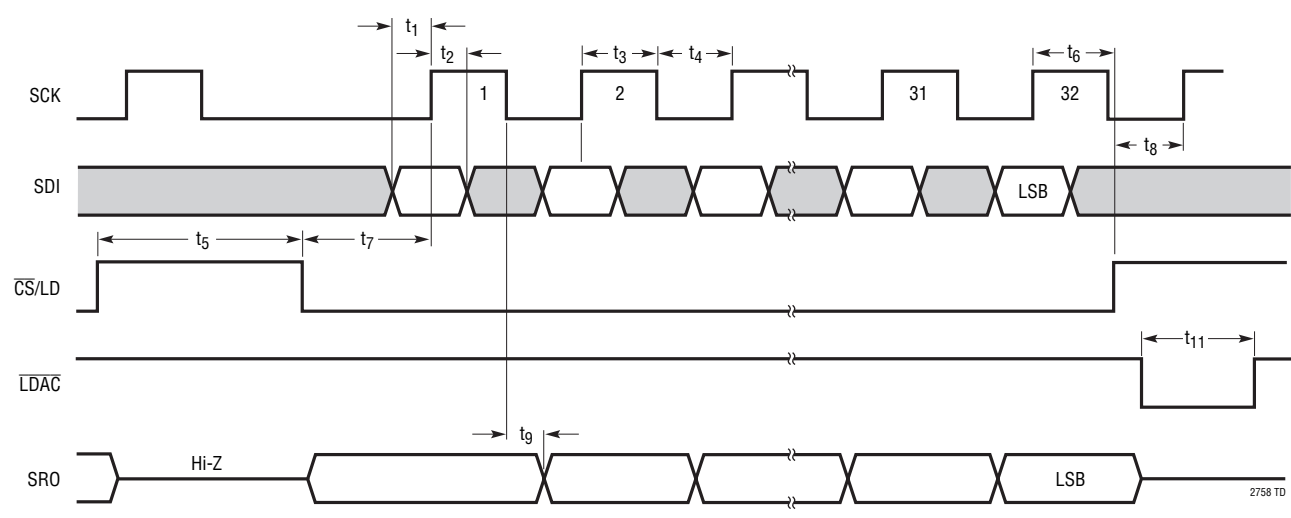 t1
t2
t3
t4
t6
SCK
1
2
31
32
t8
SDI
LSB
t5
t7
CS/LD
t11
LDAC
t9
Hi-Z
SRO
LSB
2758 TD